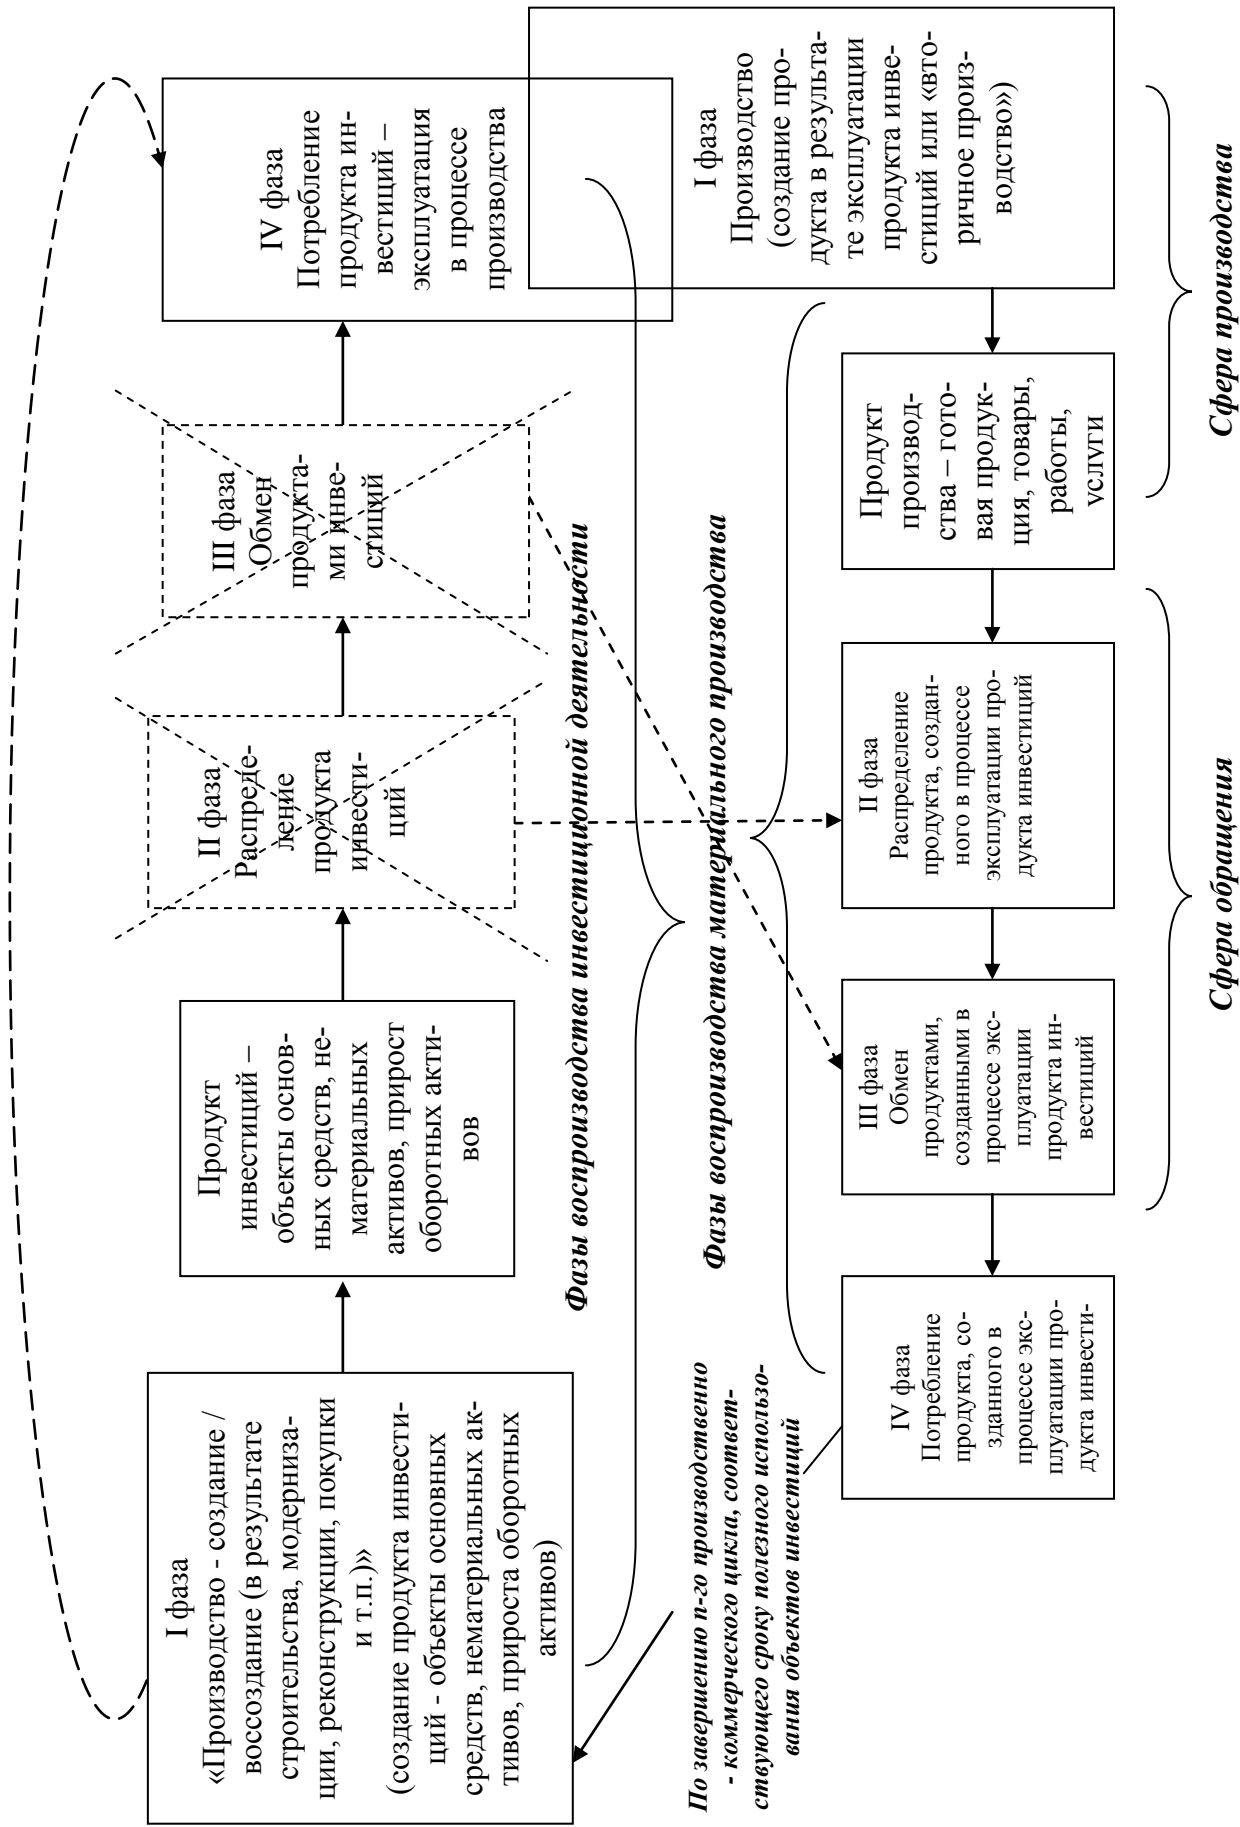 I фаза
«Производство - создание /
воссоздание (в результате
строительства, модерниза-
ции, реконструкции, покупки
и т.п.)»
(создание продукта инвести-
ций - объекты основных
средств, нематериальных ак-
тивов, прироста оборотных
активов)
Продукт
инвестиций –
объекты основ-
ных средств, не-
материальных
активов, прирост
оборотных акти-
вов
II фаза
Распреде-
ление
продукта
инвести-
ций
III фаза
Обмен
продукта-
ми инве-
стиций
IV фаза
Потребление
продукта ин-
вестиций –
эксплуатация
в процессе
производства
Фазы воспроизводства инвестиционной деятельности
Фазы воспроизводства материального производства
По завершению n-го производственно
- коммерческого цикла, соответ-
ствующего сроку полезного использо-
вания объектов инвестиций
IV фаза
Потребление
продукта, со-
зданного в
процессе экс-
плуатации про-
дукта инвести-
III фаза
Обмен
продуктами,
созданными в
процессе экс-
плуатации
продукта ин-
вестиций
II фаза
Распределение
продукта, создан-
ного в процессе
эксплуатации про-
дукта инвестиций
Продукт
производ-
ства – гото-
вая продук-
ция, товары,
работы,
услуги
I фаза
Производство
(создание про-
дукта в результа-
те эксплуатации
продукта инве-
стиций или «вто-
ричное произ-
водство»)
Сфера обращения
Сфера производства